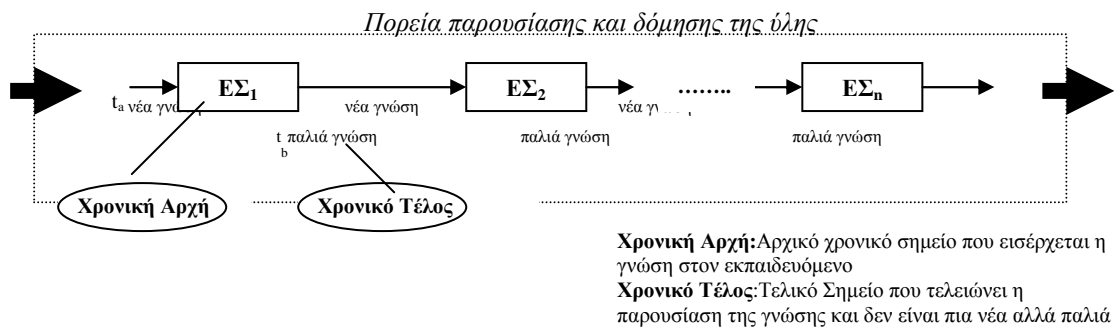 Πορεία παρουσίασης και δόμησης της ύλης
ΕΣ1
ΕΣ2
……..
ΕΣn
ta νέα
νέα γνώση
νέα
tb παλιά γνώση
παλιά γνώση
παλιά γνώση
Χρονική Αρχή
Χρονικό Τέλος
Χρονική Αρχή:Αρχικό χρονικό σημείο που εισέρχεται η
γνώση στον εκπαιδευόμενο
Χρονικό Τέλος:Τελικό Σημείο που τελειώνει η
παρουσίαση της γνώσης και δεν είναι πια νέα αλλά παλιά